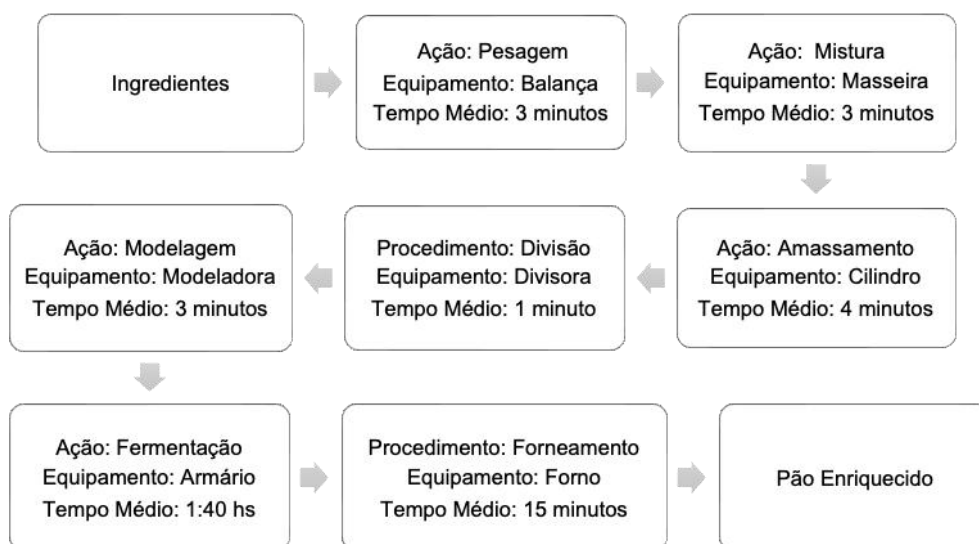 Ingredientes
Ação: Pesagem
Equipamento: Balança
Tempo Médio: 3 minutos
Ação: Mistura
Equipamento: Masseira
Tempo Médio: 3 minutos
Ação: Amassamento
Equipamento: Cilindro
Tempo Médio: 4 minutos
Procedimento: Divisão
Equipamento: Divisora
Tempo Médio: 1 minuto
Ação: Modelagem
Equipamento: Modeladora
Tempo Médio: 3 minutos
Ação: Fermentação
Equipamento: Armário
Tempo Médio: 1:40 hs
Procedimento: Forneamento
Equipamento: Forno
Tempo Médio: 15 minutos
Pão Enriquecido